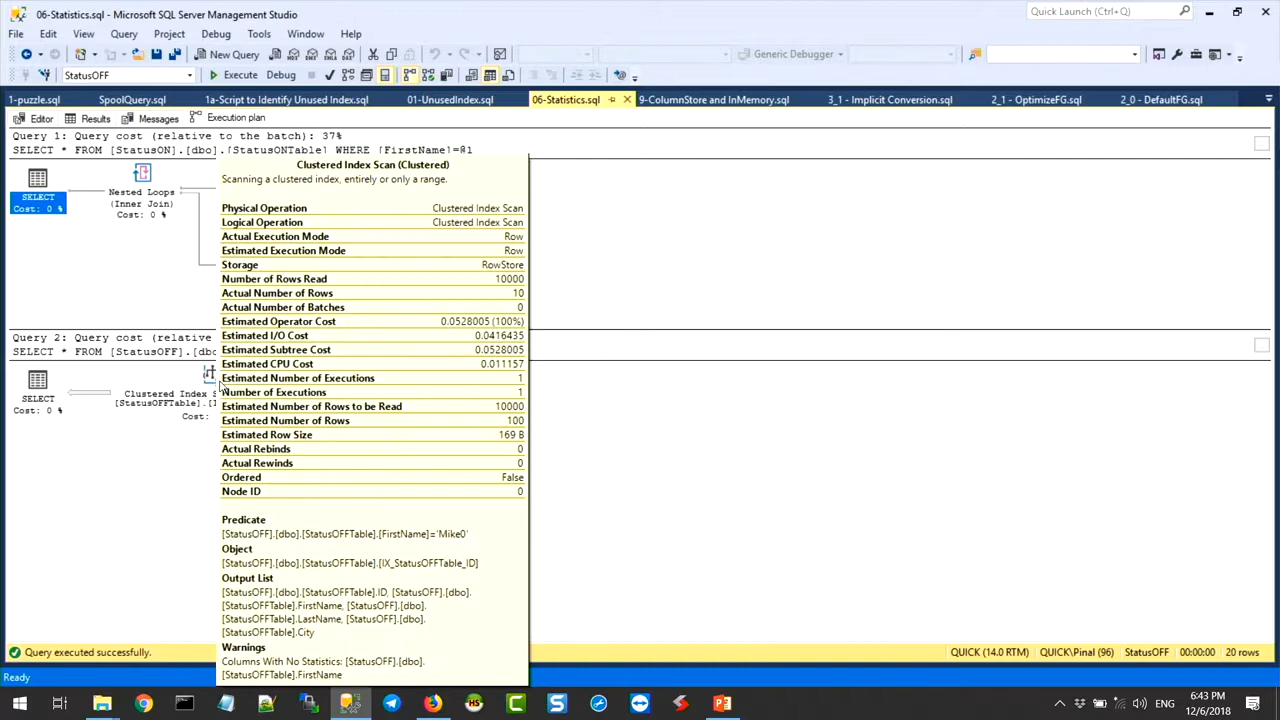 06-Statistics.sql - Microsoft SQL Server Management Studio
Quick Launch (Ctrl+Q)
File Edit View Query Project Debug Tools Window Help
New Query
Generic Debugger
StatusOFF
Execute Debug
1-puzzle.sql SpoolQuery.sql 1a-Script to Identify Unused Index.sql 01-UnusedIndex.sql 06-Statistics.sql 9-ColumnStore and InMemory.sql 3_1 - Implicit Conversion.sql 2_1 - OptimizeFG.sql 2_0 - DefaultFG.sql
Editor Results Messages Execution plan
Query 1: Query cost (relative to the batch): 37%
SELECT * FROM [StatusON].[dbo].[StatusONTable] WHERE [FirstName]=@1
SELECT
Cost: 0 %
Nested Loops
(Inner Join)
Cost: 0 %
Query 2: Query cost (relative
SELECT * FROM [StatusOFF].[dbo
SELECT
Cost: 0 %
Clustered Index S
[StatusOFFTable].[I
Cost:
Clustered Index Scan (Clustered)
Scanning a clustered index, entirely or only a range.
Physical Operation Clustered Index Scan
Logical Operation Clustered Index Scan
Actual Execution Mode Row
Estimated Execution Mode Row
Storage RowStore
Number of Rows Read 10000
Actual Number of Rows 10
Actual Number of Batches 0
Estimated Operator Cost 0.0528005 (100%)
Estimated I/O Cost 0.0416435
Estimated Subtree Cost 0.0528005
Estimated CPU Cost 0.011157
Estimated Number of Executions 1
Number of Executions 1
Estimated Number of Rows to be Read 10000
Estimated Number of Rows 100
Estimated Row Size 169 B
Actual Rebinds 0
Actual Rewinds 0
Ordered False
Node ID 0
Predicate
[StatusOFF].[dbo].[StatusOFFTable].[FirstName]='Mike0'
Object
[StatusOFF].[dbo].[StatusOFFTable].[IX_StatusOFFTable_ID]
Output List
[StatusOFF].[dbo].[StatusOFFTable].ID, [StatusOFF].[dbo].
[StatusOFFTable].FirstName, [StatusOFF].[dbo].
[StatusOFFTable].LastName, [StatusOFF].[dbo].
[StatusOFFTable].City
Warnings
Columns With No Statistics: [StatusOFF].[dbo].
[StatusOFFTable].FirstName
Query executed successfully.
QUICK (14.0 RTM) QUICK\Pinal (96) StatusOFF 00:00:00 20 rows
Ready
6:43 PM
12/6/2018